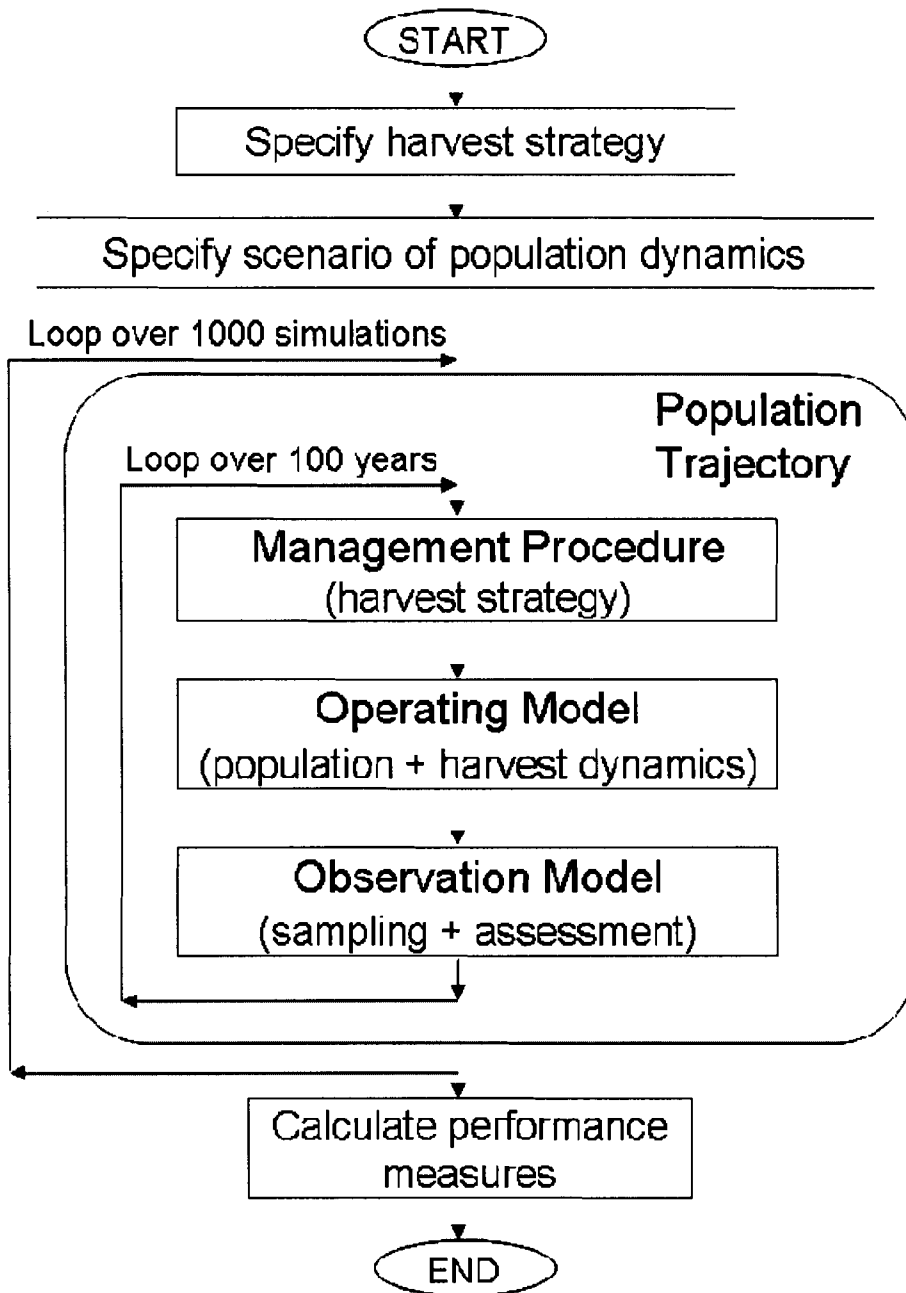 START
Specify harvest strategy
Specify scenario of population dynamics
Loop over 1000 simulations
Population
Trajectory
Loop over 100 years
Management Procedure
(harvest strategy)
Operating Model
(population + harvest dynamics)
Observation Model
(sampling + assessment)
Calculate performance
measures
END